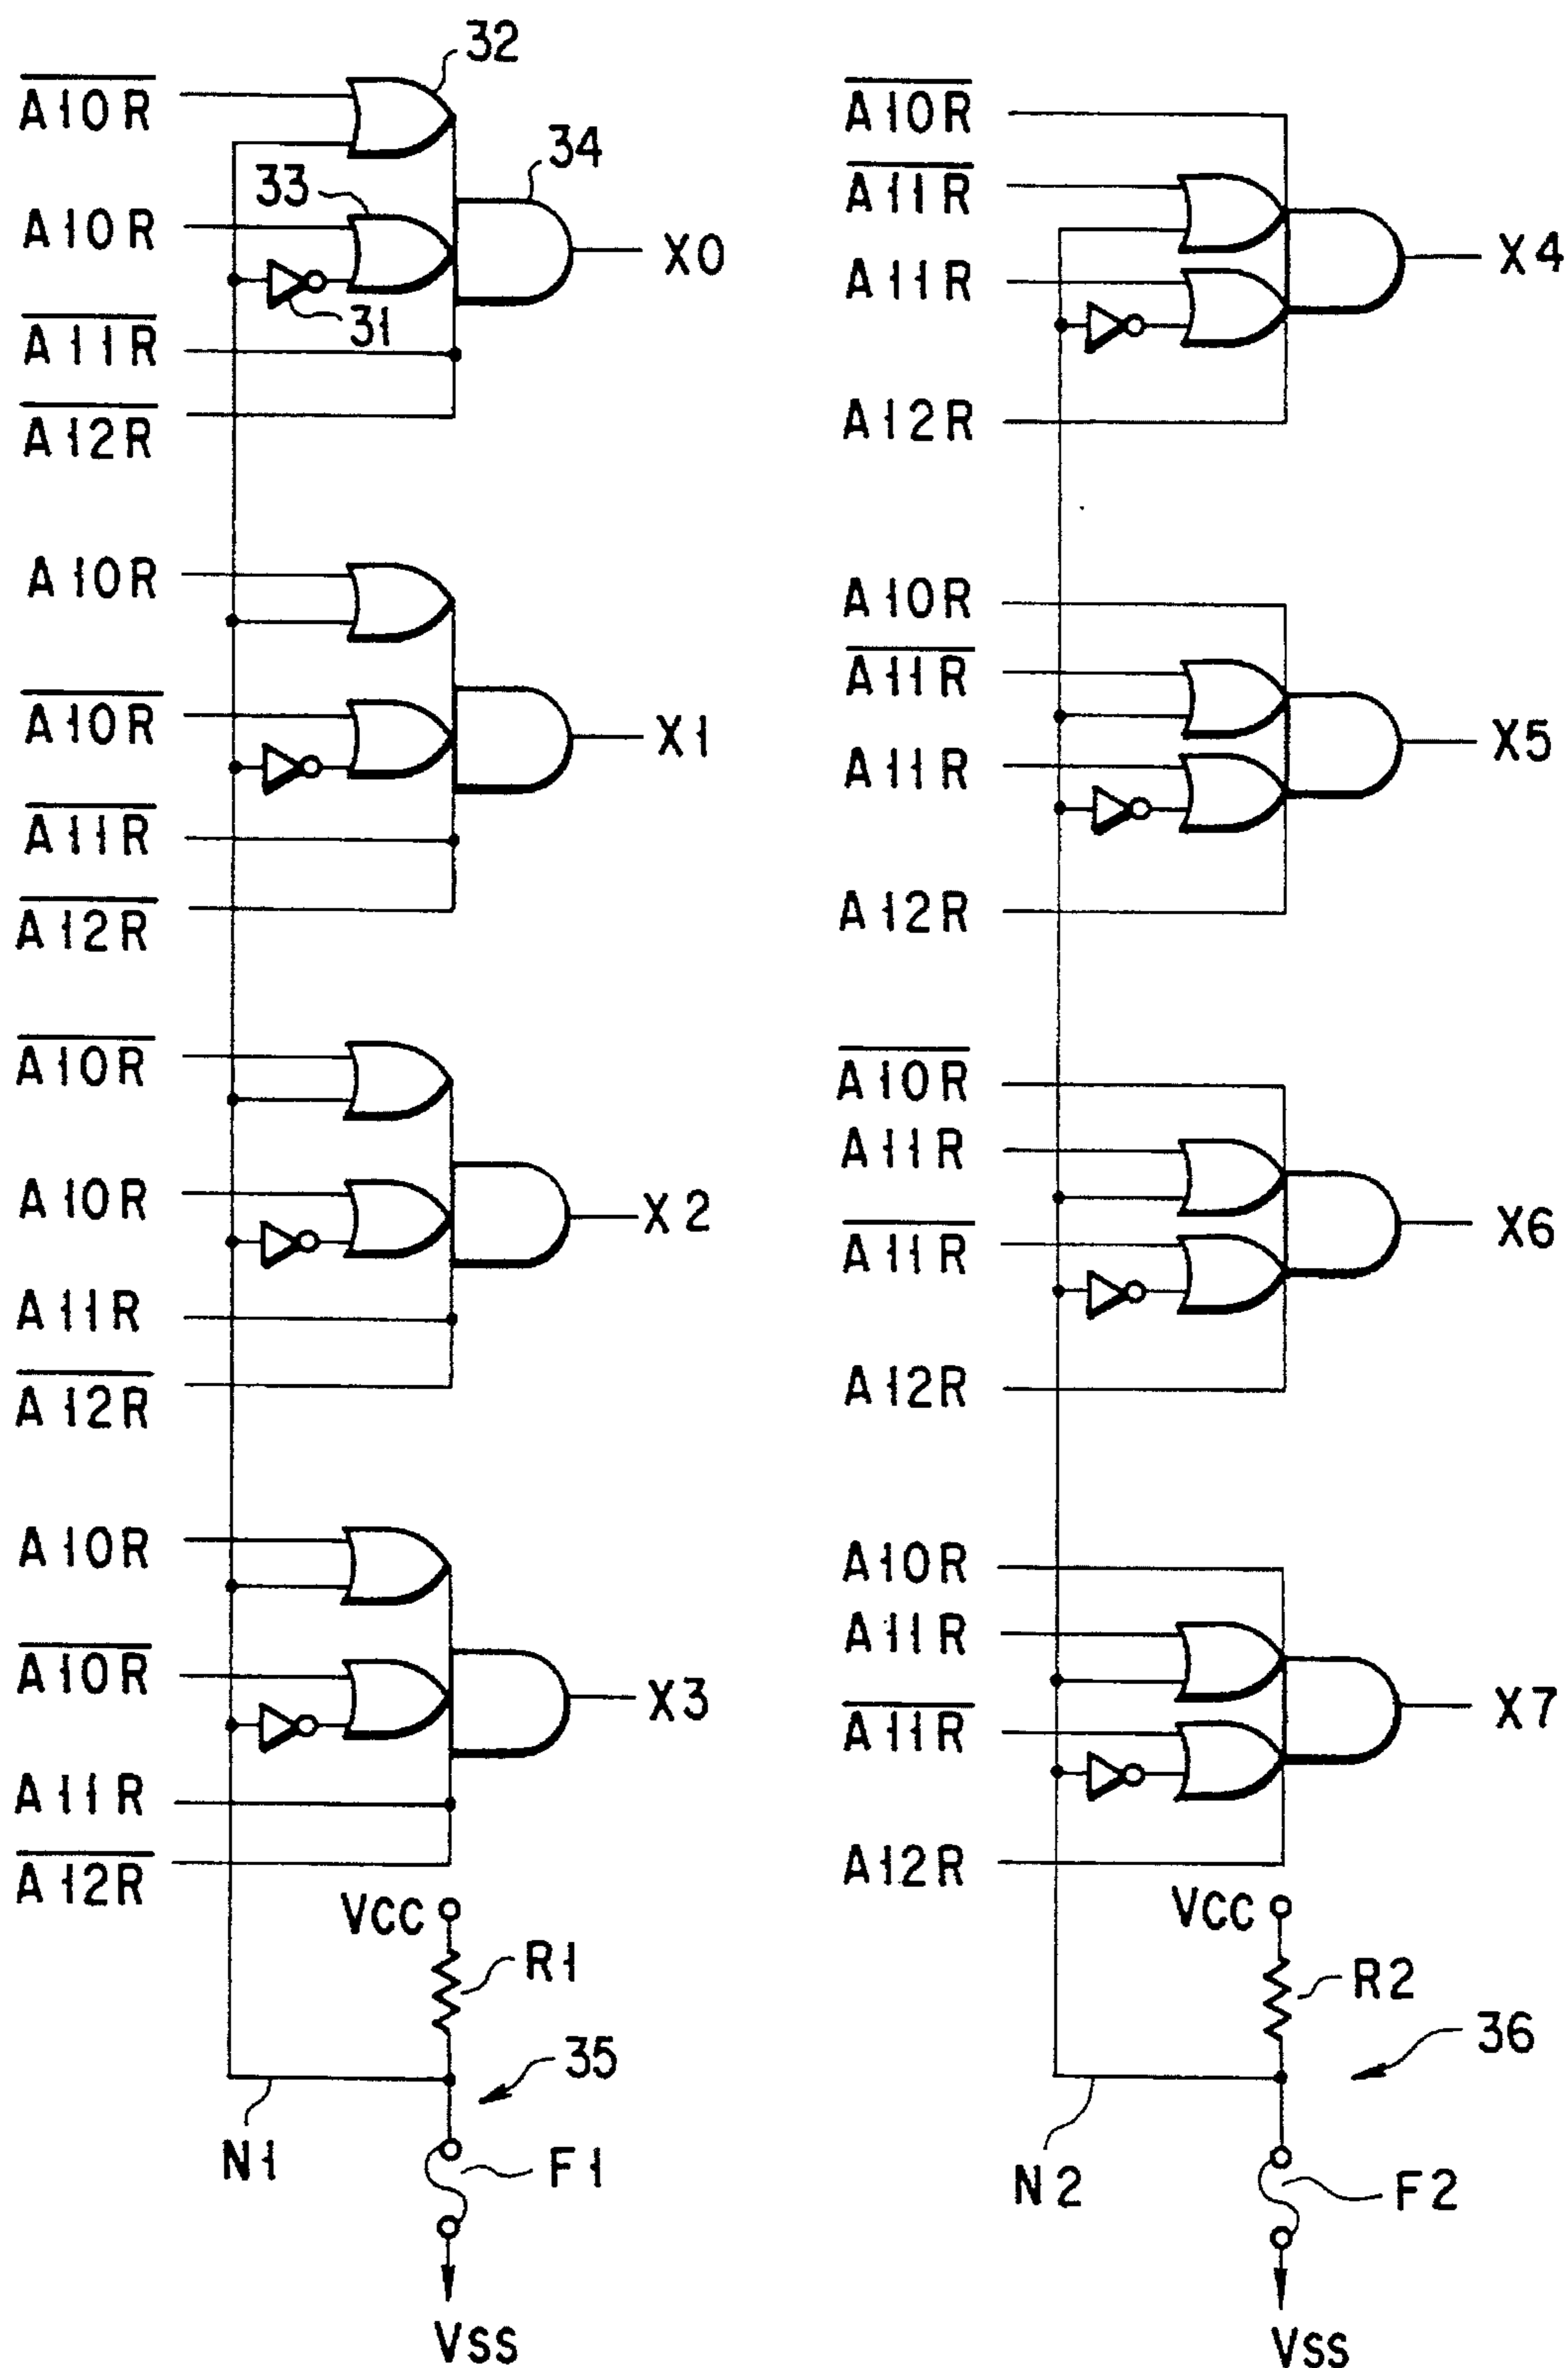 32
A10R
34
33
A10R
X0
31
A11R
A12R
A10R
A10R
X1
A11R
A12R
A10R
A10R
X2
A11R
A12R
A10R
A10R
X3
A11R
A12R
VCC
R1
35
N1
F1
VSS
A10R
A11R
X4
A11R
A12R
A10R
A11R
X5
A11R
A12R
A10R
A11R
X6
A11R
A12R
A10R
A11R
X7
A11R
A12R
VCC
R2
36
N2
F2
VSS